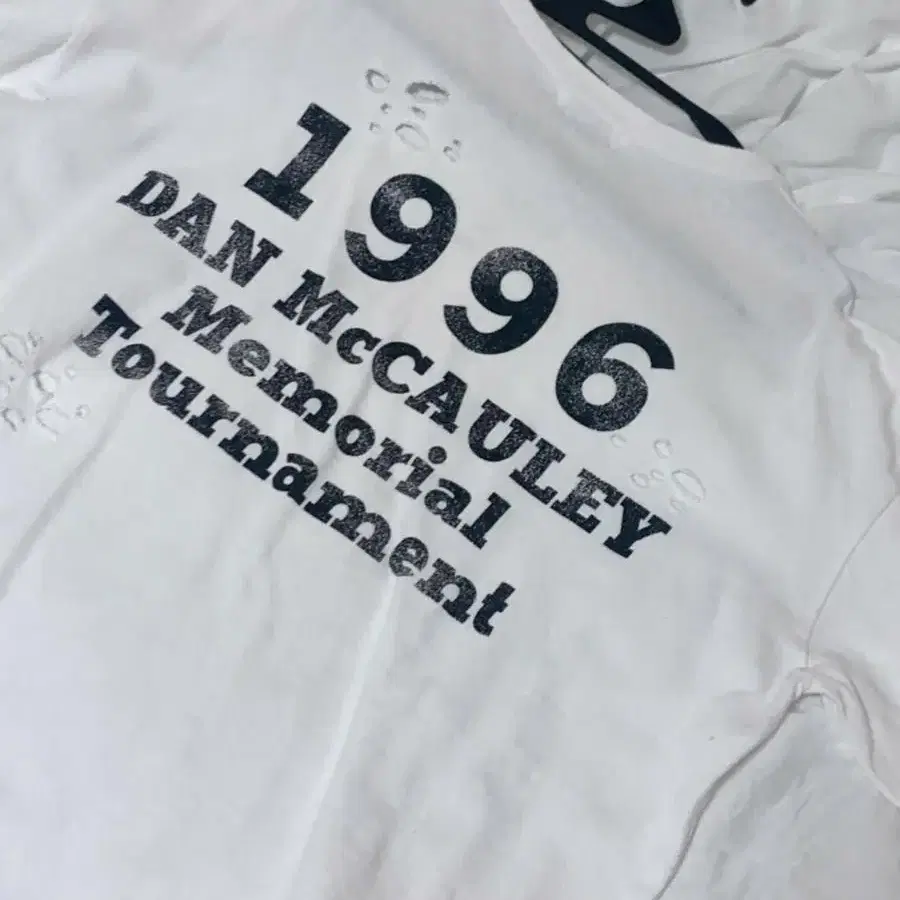 1996
DAN McCAULEY
Memorial
Tournament